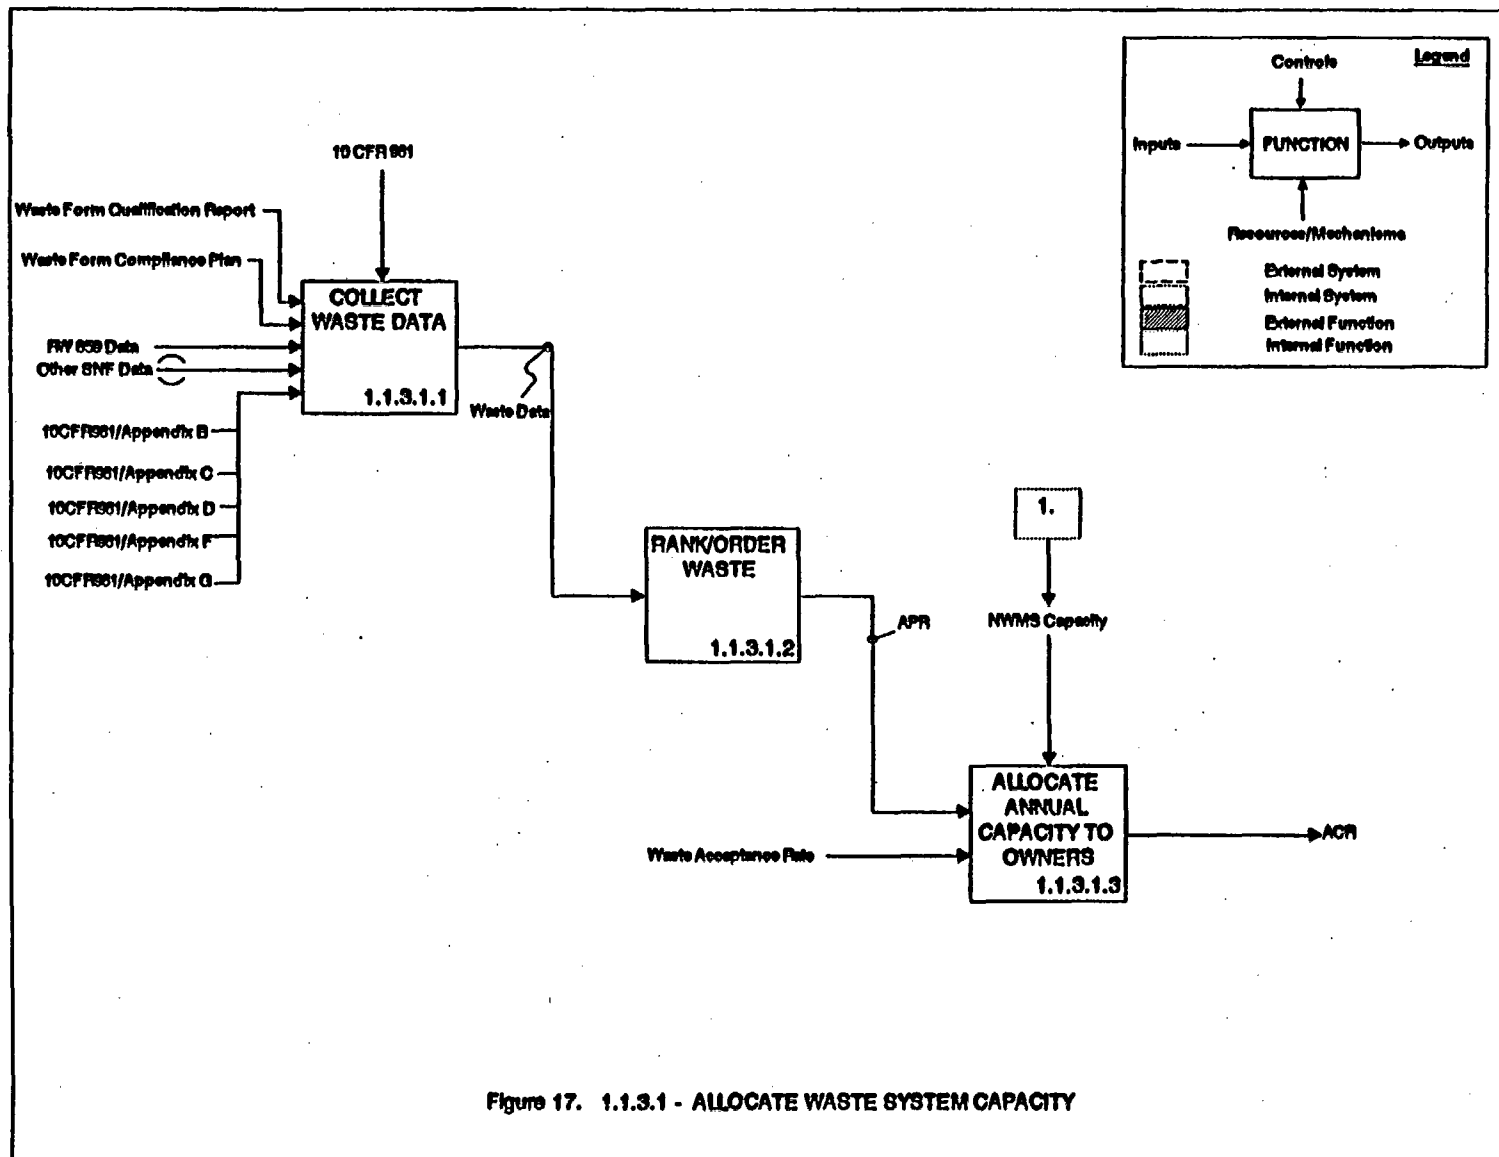 Legend
Controls
Inputs
FUNCTION
Outputs
Resources/Mechanisms
External System
Internal System
External Function
Internal Function
10 CFR 961
Waste Form Qualification Report
Waste Form Compliance Plan
RW 859 Data
Other SNF Data
10CFR961/Appendix B
10CFR961/Appendix C
10CFR961/Appendix D
10CFR961/Appendix F
10CFR961/Appendix G
COLLECT
WASTE DATA
1.1.3.1.1
Waste Data
RANK/ORDER
WASTE
1.1.3.1.2
APR
1.
NWMS Capacity
Waste Acceptance Rate
ALLOCATE
ANNUAL
CAPACITY TO
OWNERS
1.1.3.1.3
ACR
Figure 17. 1.1.3.1 - ALLOCATE WASTE SYSTEM CAPACITY